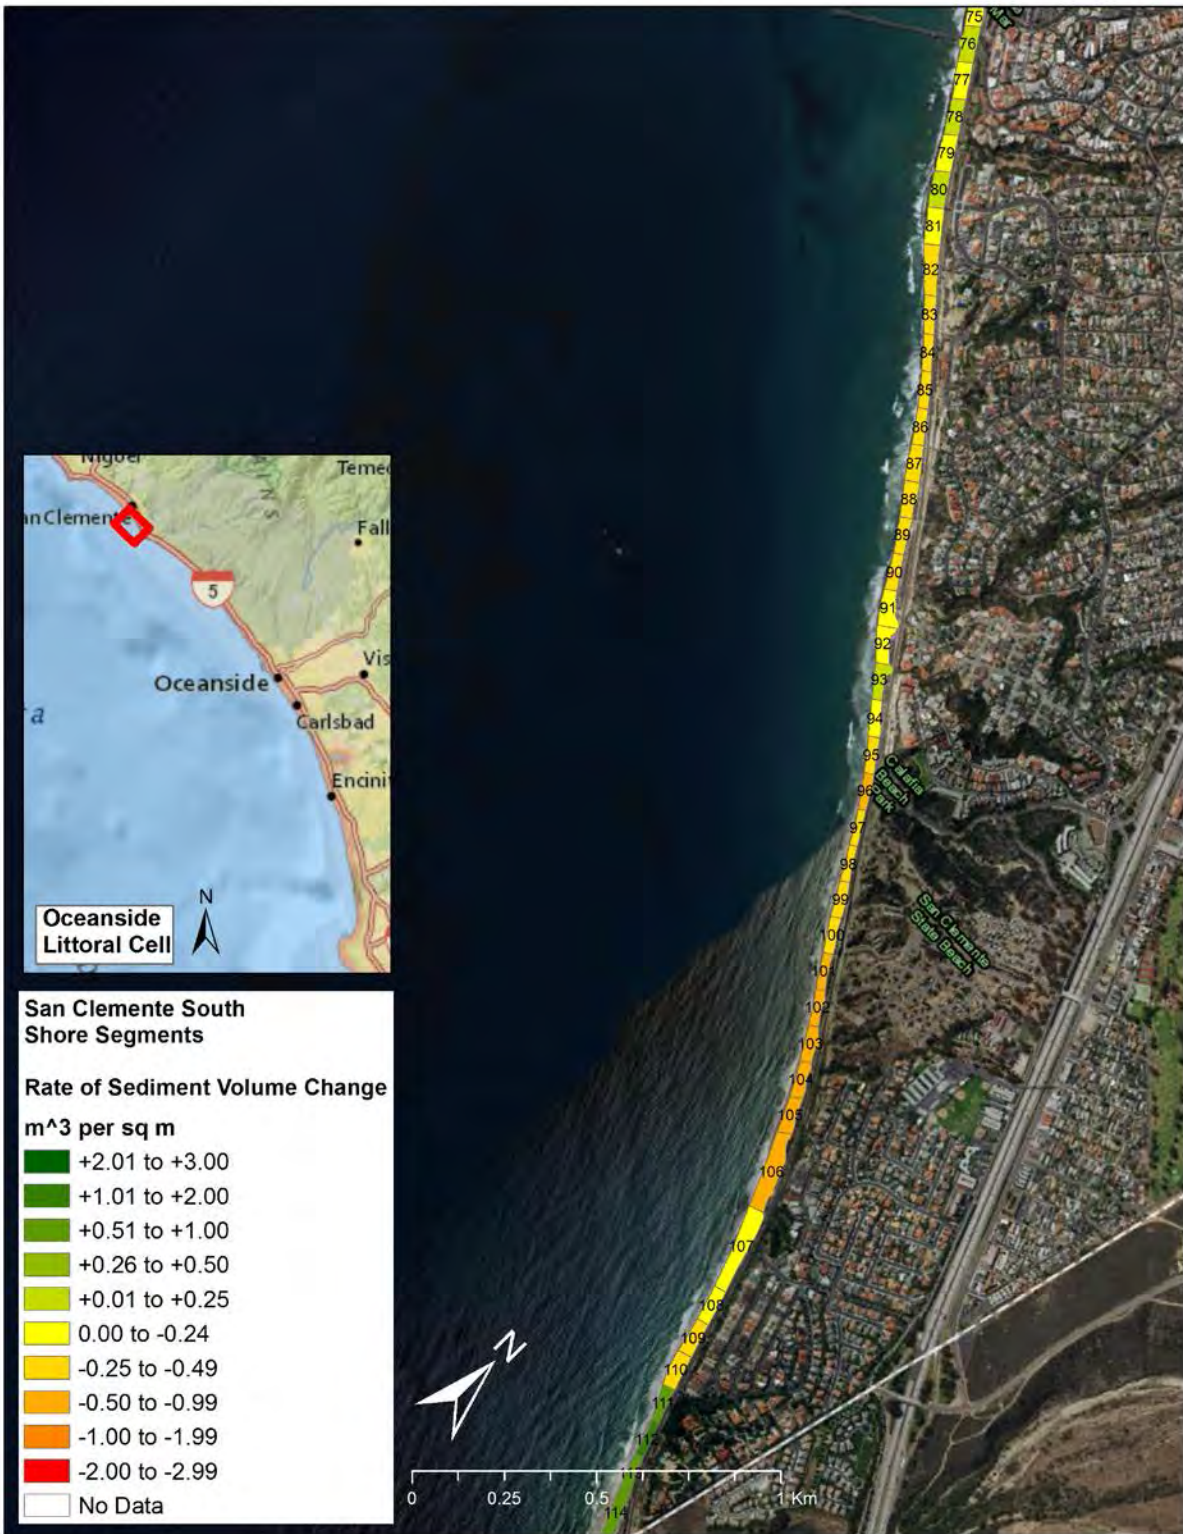 75
Mar
76
77
78
79
80
81
82
83
84
85
86
87
88
89
90
91
92
93
94
95
Calafia
Beach
Park
96
97
98
99
100
San Clemente
State Beach
101
102
103
104
105
106
107
108
109
110
111
112
113
114
Niguel
Temec
an Clemente
Fall
AINS
5
Vis
Oceanside
a
Carlsbad
Encinit
N
Oceanside
Littoral Cell
San Clemente South
Shore Segments
Rate of Sediment Volume Change
m^3 per sq m
+2.01 to +3.00
+1.01 to +2.00
+0.51 to +1.00
+0.26 to +0.50
+0.01 to +0.25
0.00 to -0.24
-0.25 to -0.49
-0.50 to -0.99
-1.00 to -1.99
-2.00 to -2.99
No Data
N
0 0.25 0.5 1 Km